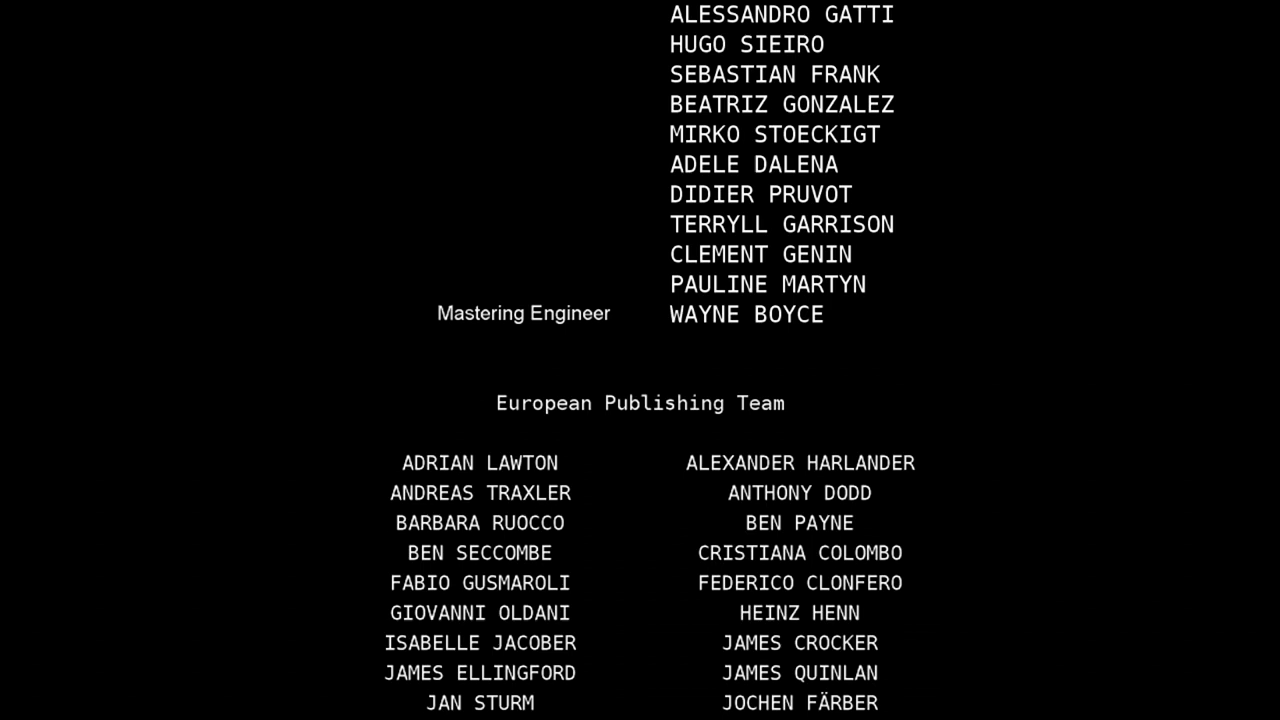 ALESSANDRO GATTI
HUGO SIEIRO
SEBASTIAN FRANK
BEATRIZ GONZALEZ
MIRKO STOECKIGT
ADELE DALENA
DIDIER PRUVOT
TERRYLL GARRISON
CLEMENT GENIN
PAULINE MARTYN
Mastering Engineer WAYNE BOYCE
European Publishing Team
ADRIAN LAWTON ALEXANDER HARLANDER
ANDREAS TRAXLER ANTHONY DODD
BARBARA RUOCCO BEN PAYNE
BEN SECCOMBE CRISTIANA COLOMBO
FABIO GUSMAROLI FEDERICO CLONFERO
GIOVANNI OLDANI HEINZ HENN
ISABELLE JACOBER JAMES CROCKER
JAMES ELLINGFORD JAMES QUINLAN
JAN STURM JOCHEN FÄRBER